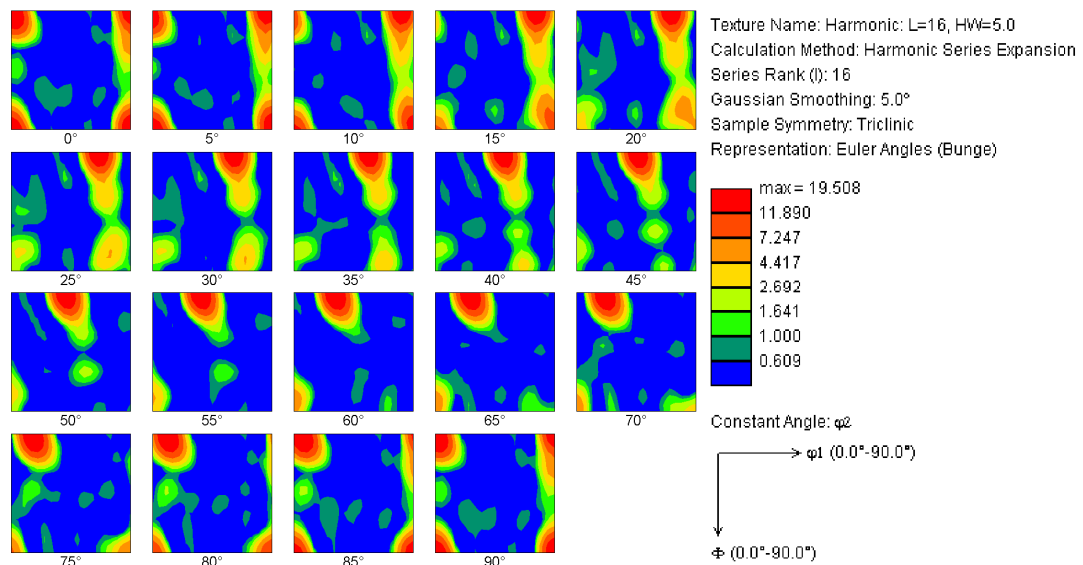 Texture Name: Harmonic: L=16, HW=5.0
Calculation Method: Harmonic Series Expansion
Series Rank (l): 16
Gaussian Smoothing: 5.0°
Sample Symmetry: Triclinic
Representation: Euler Angles (Bunge)
0° 5° 10° 15° 20°
max = 19.508
11.890
7.247
4.417
2.692
1.641
1.000
0.609
25° 30° 35° 40° 45°
50° 55° 60° 65° 70°
Constant Angle: φ2
φ1 (0.0°-90.0°)
Φ (0.0°-90.0°)
75° 80° 85° 90°